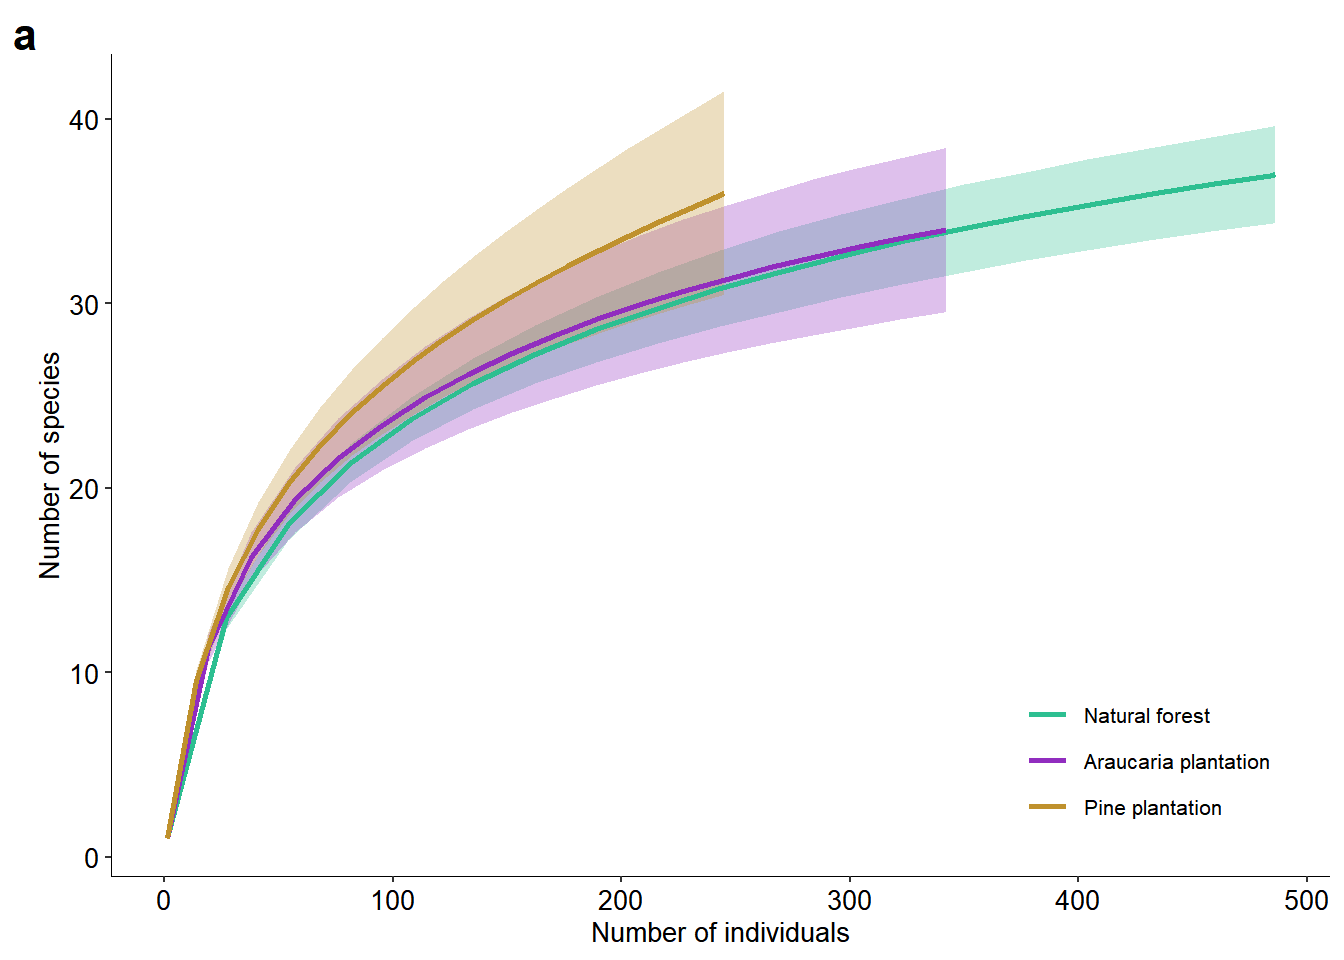 a
Number of species
40
30
20
10
0
Natural forest
Araucaria plantation
Pine plantation
0 100 200 300 400 500
Number of individuals